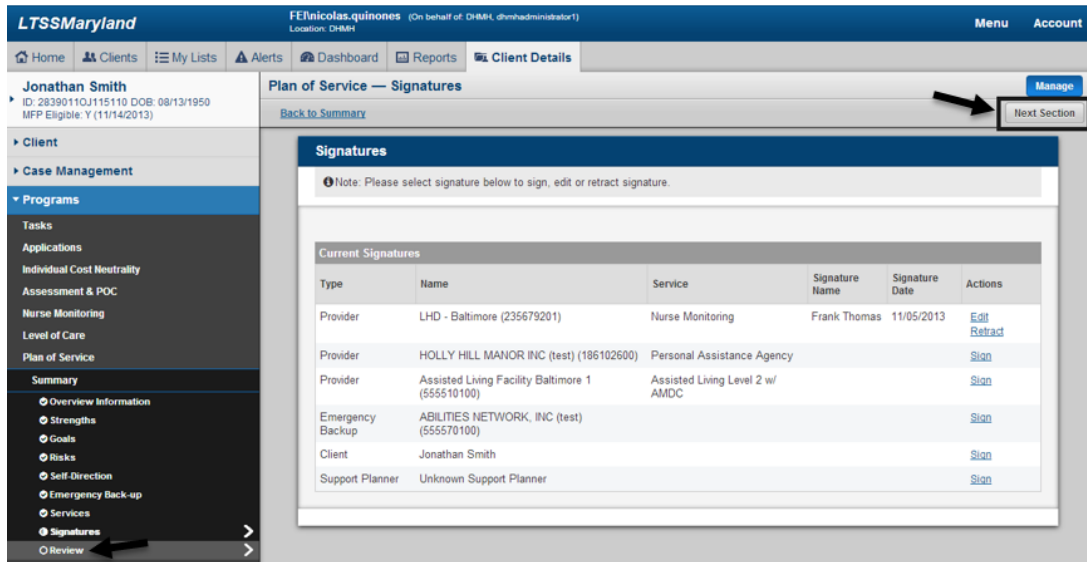 LTSSMaryland
FEI\nicolas.quinones (On behalf of: DHMH, dhmhadministrator1)
Location: DHMH
Menu Account
Home Clients My Lists Alerts Dashboard Reports Client Details
Jonathan Smith
ID: 2839011OJ115110 DOB: 08/13/1950
MFP Eligible: Y (11/14/2013)
Client
Case Management
Programs
Tasks
Applications
Individual Cost Neutrality
Assessment & POC
Nurse Monitoring
Level of Care
Plan of Service
Summary
Overview Information
Strengths
Goals
Risks
Self-Direction
Emergency Back-up
Services
Signatures
Review
Plan of Service — Signatures
Manage
Back to Summary
Next Section
Signatures
Note: Please select signature below to sign, edit or retract signature.
Current Signatures
Type Name Service Signature Name Signature Date Actions
Provider LHD - Baltimore (235679201) Nurse Monitoring Frank Thomas 11/05/2013 Edit
Retract
Provider HOLLY HILL MANOR INC (test) (186102600) Personal Assistance Agency Sign
Provider Assisted Living Facility Baltimore 1 Assisted Living Level 2 w/ Sign
(555510100) AMDC
Emergency ABILITIES NETWORK, INC (test) Sign
Backup (555570100)
Client Jonathan Smith Sign
Support Planner Unknown Support Planner Sign